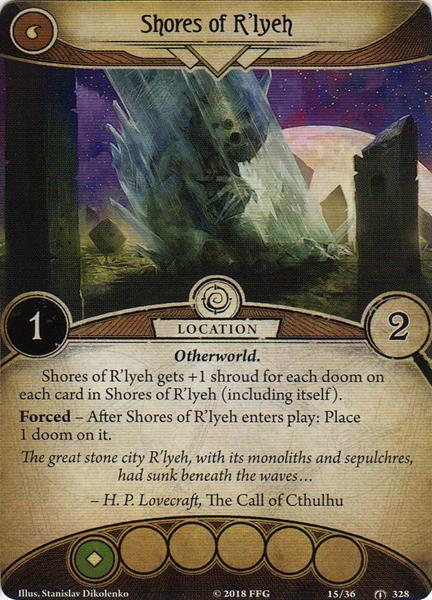 Shores of R'lyeh
1
2
LOCATION
Otherworld.
Shores of R'lyeh gets +1 shroud for each doom on
each card in Shores of R'lyeh (including itself).
Forced – After Shores of R'lyeh enters play: Place
1 doom on it.
The great stone city R'lyeh, with its monoliths and sepulchres,
had sunk beneath the waves…
– H. P. Lovecraft, The Call of Cthulhu
Illus. Stanislav Dikolenko
© 2018 FFG
15/36
328